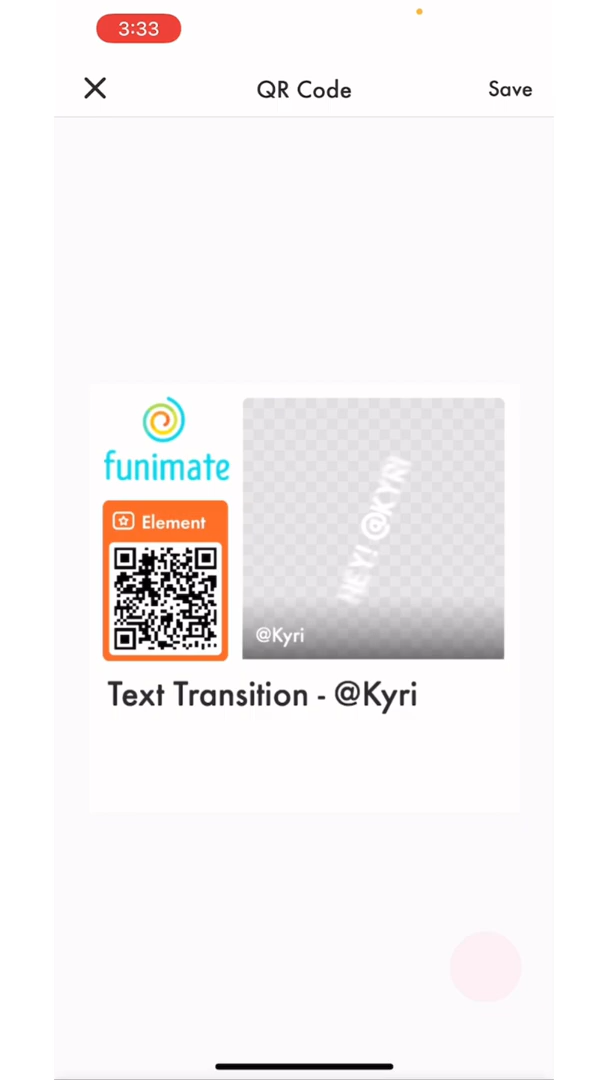 3:33
QR Code
Save
funimate
Element
HEY! @KYRI
@Kyri
Text Transition - @Kyri